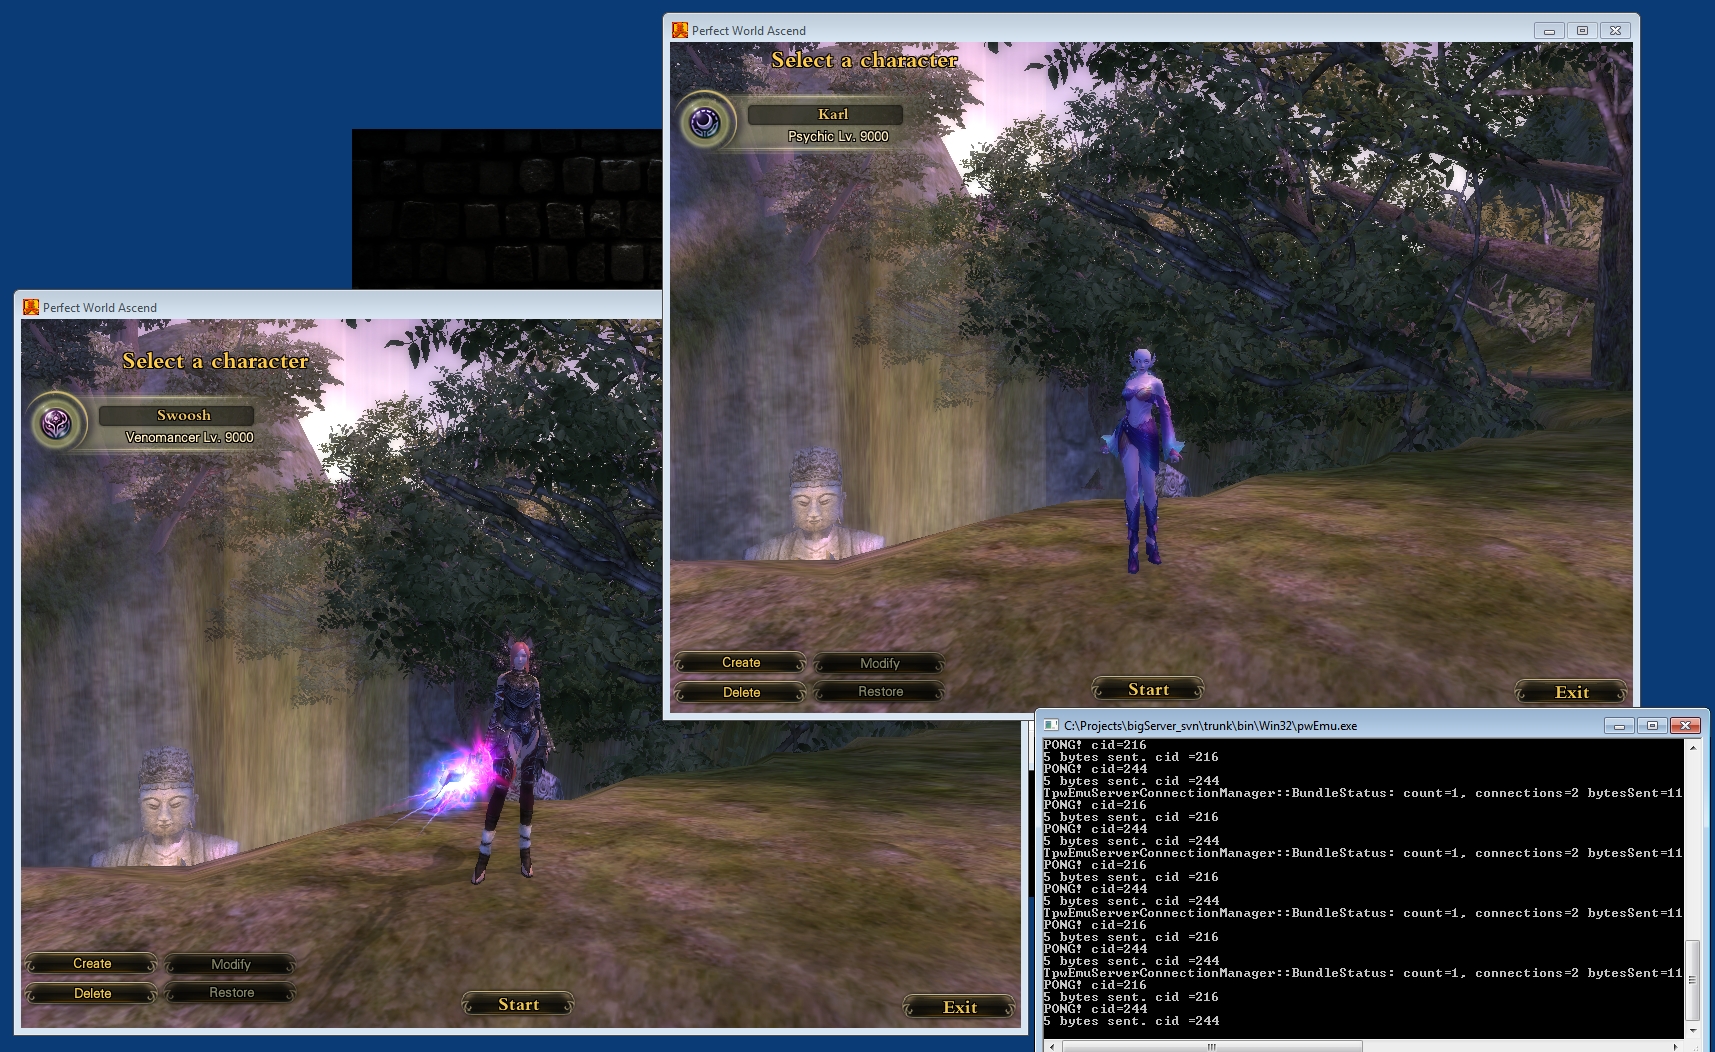 Perfect World Ascend
Select a character
Karl
Psychic Lv. 9000
Create
Modify
Delete
Restore
Start
Exit
Perfect World Ascend
Select a character
Swoosh
Venomancer Lv. 9000
Create
Modify
Delete
Restore
Start
Exit
C:\Projects\bigServer_svn\trunk\bin\Win32\pwEmu.exe
PONG! cid=216
5 bytes sent. cid =216
PONG! cid=244
5 bytes sent. cid =244
TpwEmuServerConnectionManager::BundleStatus: count=1, connections=2 bytesSent=11
PONG! cid=216
5 bytes sent. cid =216
PONG! cid=244
5 bytes sent. cid =244
TpwEmuServerConnectionManager::BundleStatus: count=1, connections=2 bytesSent=11
PONG! cid=216
5 bytes sent. cid =216
PONG! cid=244
5 bytes sent. cid =244
TpwEmuServerConnectionManager::BundleStatus: count=1, connections=2 bytesSent=11
PONG! cid=216
5 bytes sent. cid =216
PONG! cid=244
5 bytes sent. cid =244
TpwEmuServerConnectionManager::BundleStatus: count=1, connections=2 bytesSent=11
PONG! cid=216
5 bytes sent. cid =216
PONG! cid=244
5 bytes sent. cid =244